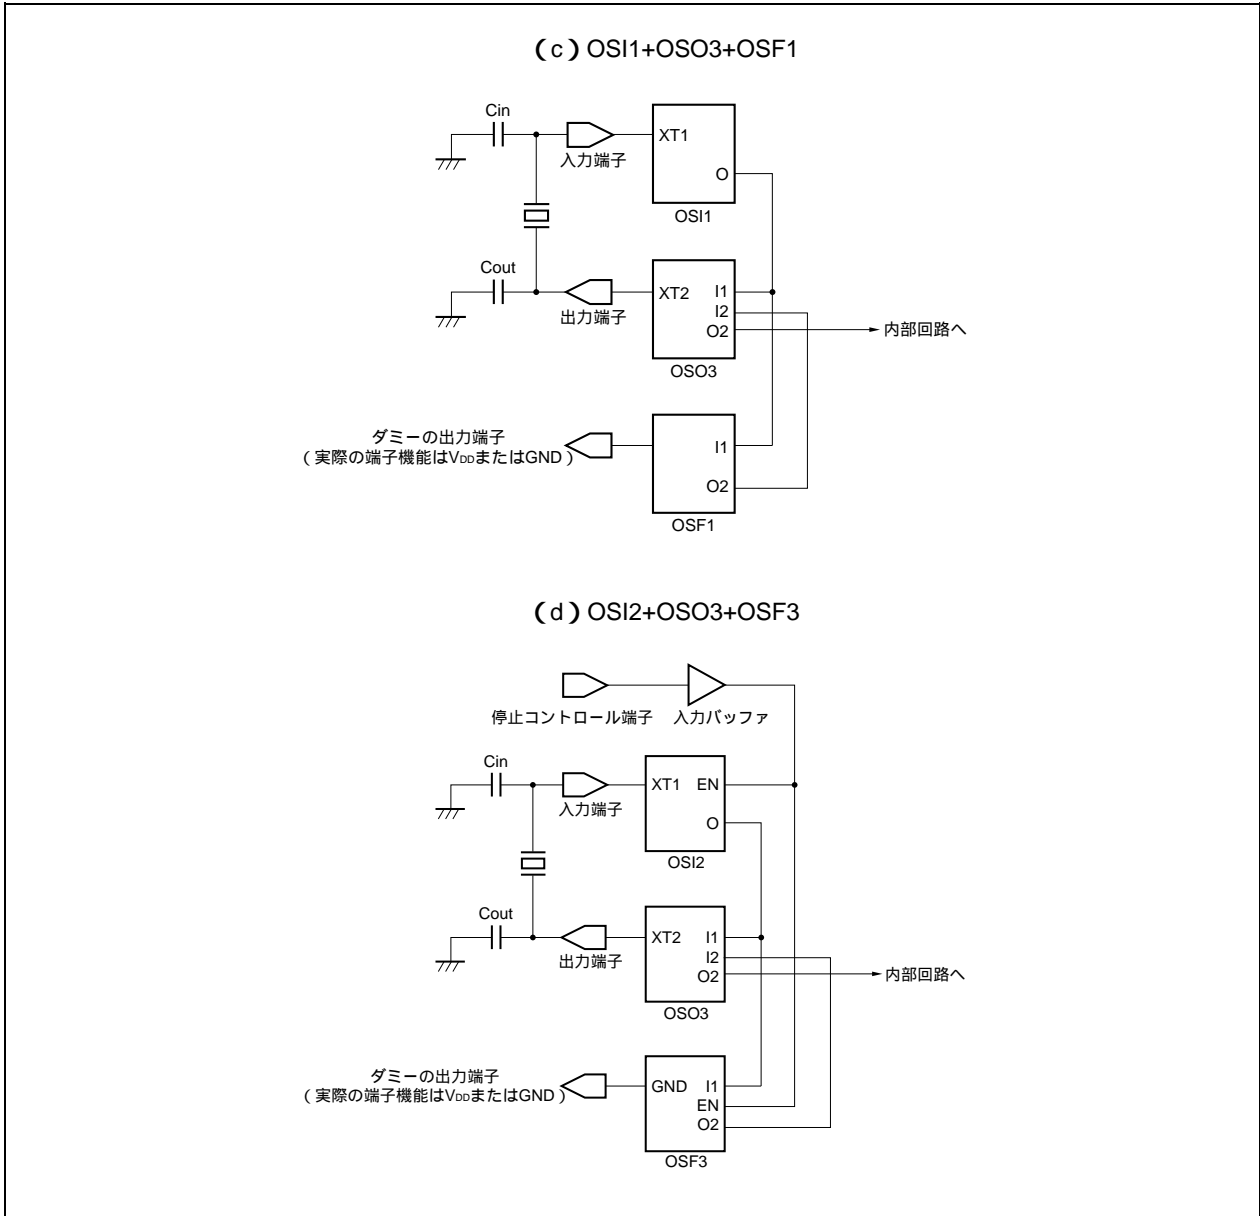 （c）OSI1+OSO3+OSF1
Cin
入力端子
XT1
O
OSI1
Cout
出力端子
XT2
I1
I2
O2
内部回路へ
OSO3
ダミーの出力端子
（実際の端子機能はVDDまたはGND）
I1
O2
OSF1
（d）OSI2+OSO3+OSF3
停止コントロール端子
入力バッファ
Cin
入力端子
XT1
EN
O
OSI2
Cout
出力端子
XT2
I1
I2
O2
内部回路へ
OSO3
ダミーの出力端子
（実際の端子機能はVDDまたはGND）
GND
I1
EN
O2
OSF3